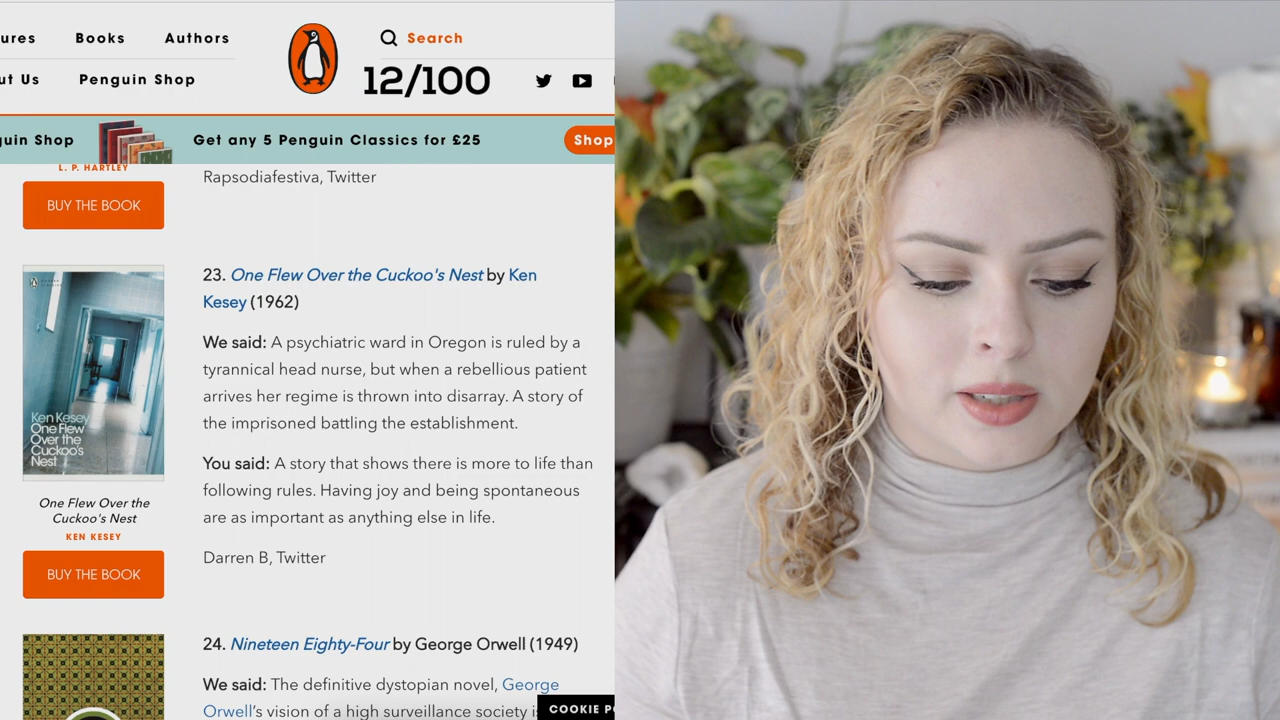 ures Books Authors
Search
ut Us Penguin Shop
12/100
guin Shop Get any 5 Penguin Classics for £25 Shop
L. P. HARTLEY
BUY THE BOOK
Rapsodiafestiva, Twitter
23. One Flew Over the Cuckoo's Nest by Ken
Kesey (1962)
We said: A psychiatric ward in Oregon is ruled by a
tyrannical head nurse, but when a rebellious patient
arrives her regime is thrown into disarray. A story of
the imprisoned battling the establishment.
You said: A story that shows there is more to life than
following rules. Having joy and being spontaneous
are as important as anything else in life.
Darren B, Twitter
Ken Kesey
One Flew
Over the
Cuckoo's
Nest
One Flew Over the
Cuckoo's Nest
KEN KESEY
BUY THE BOOK
24. Nineteen Eighty-Four by George Orwell (1949)
We said: The definitive dystopian novel, George
Orwell's vision of a high surveillance society is
COOKIE PO